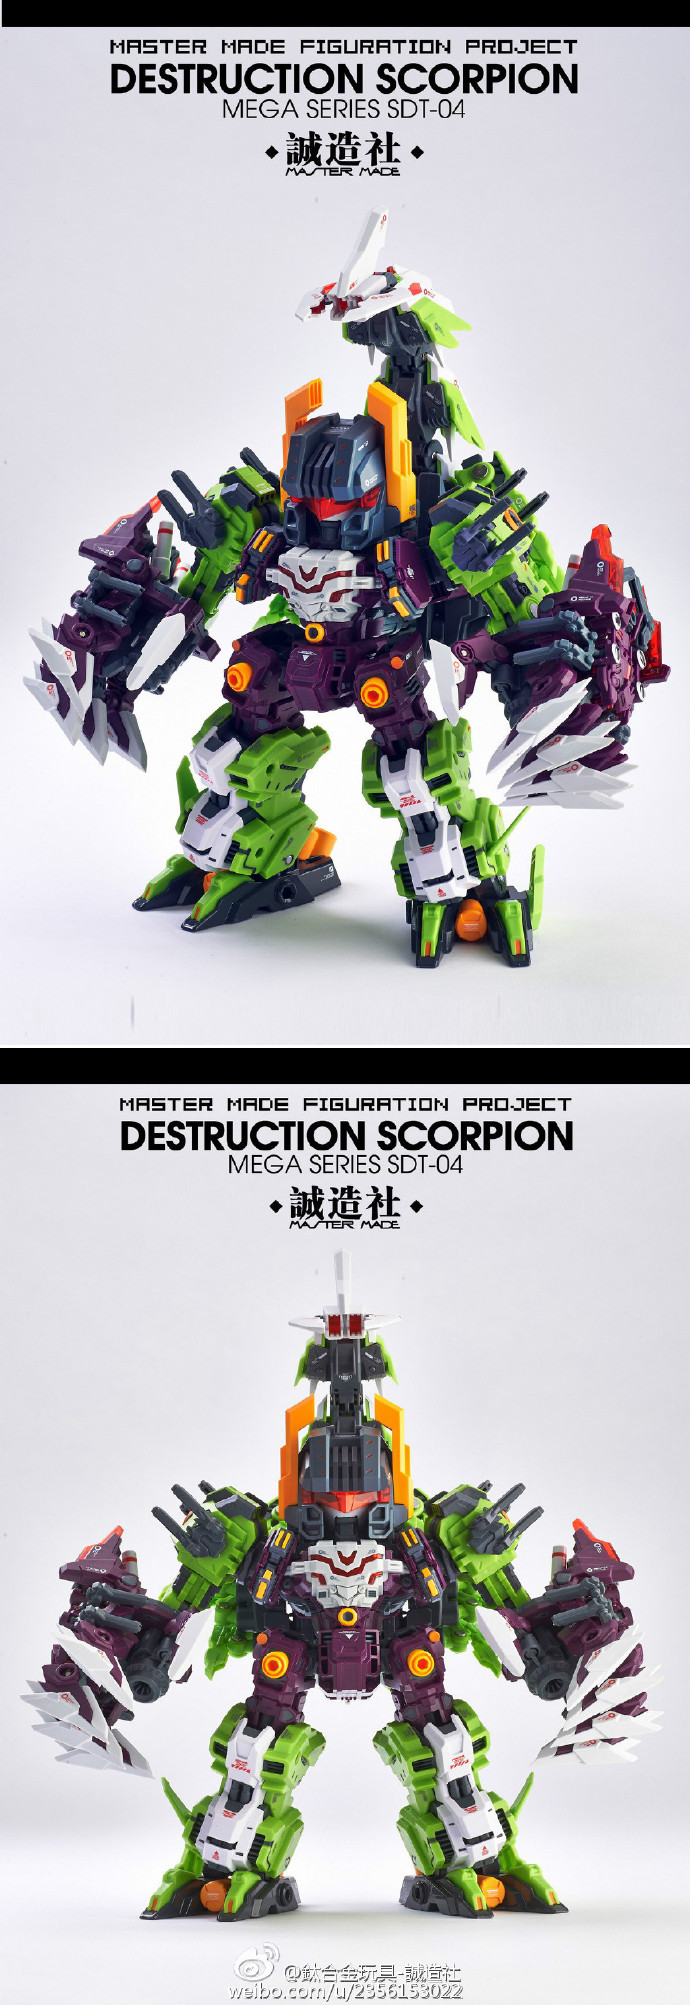 MASTER MADE FIGURATION PROJECT
DESTRUCTION SCORPION
MEGA SERIES SDT-04
誠造社
MASTER MADE
MASTER MADE FIGURATION PROJECT
DESTRUCTION SCORPION
MEGA SERIES SDT-04
誠造社
MASTER MADE
@鈦合金玩具-誠造社
weibo.com/u/2356153022